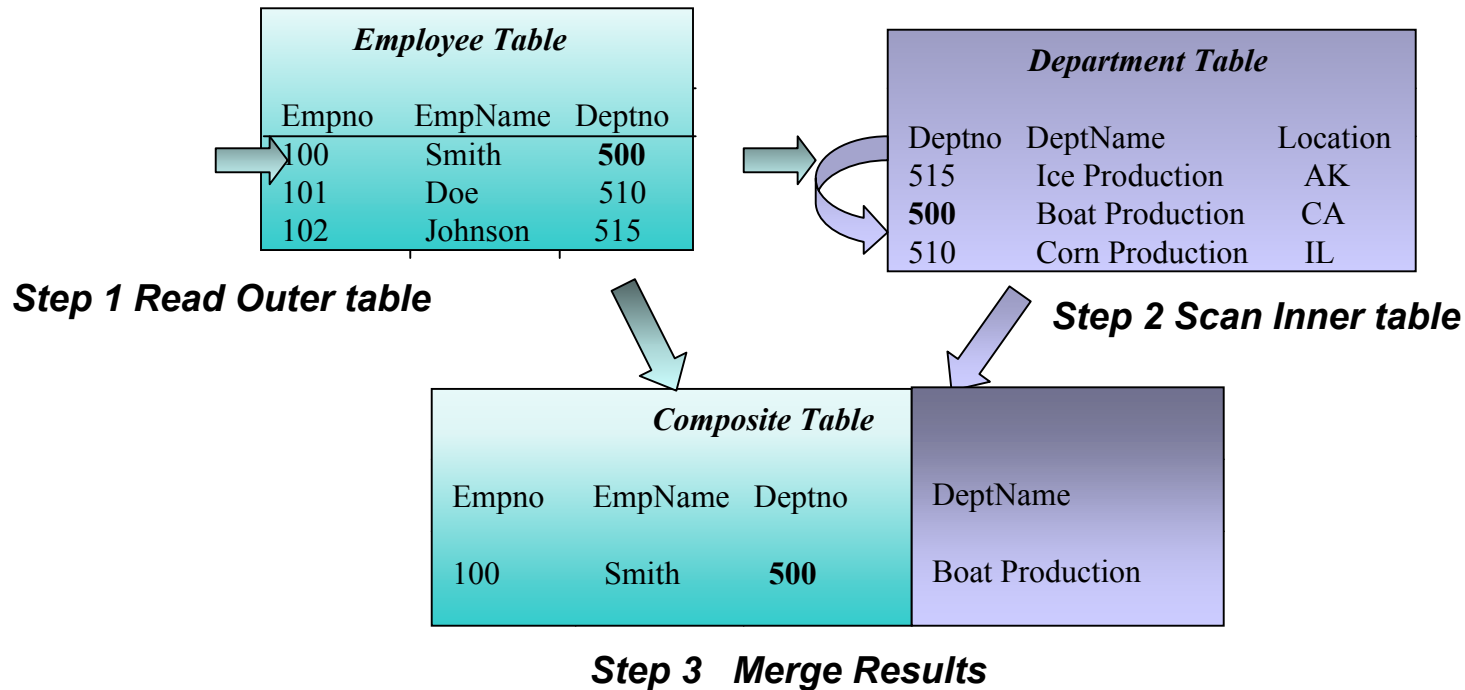 Employee Table
Empno EmpName Deptno
100 Smith 500
101 Doe 510
102 Johnson 515
Step 1 Read Outer table
Department Table
Deptno DeptName Location
515 Ice Production AK
500 Boat Production CA
510 Corn Production IL
Step 2 Scan Inner table
Composite Table
Empno EmpName Deptno DeptName
100 Smith 500 Boat Production
Step 3 Merge Results